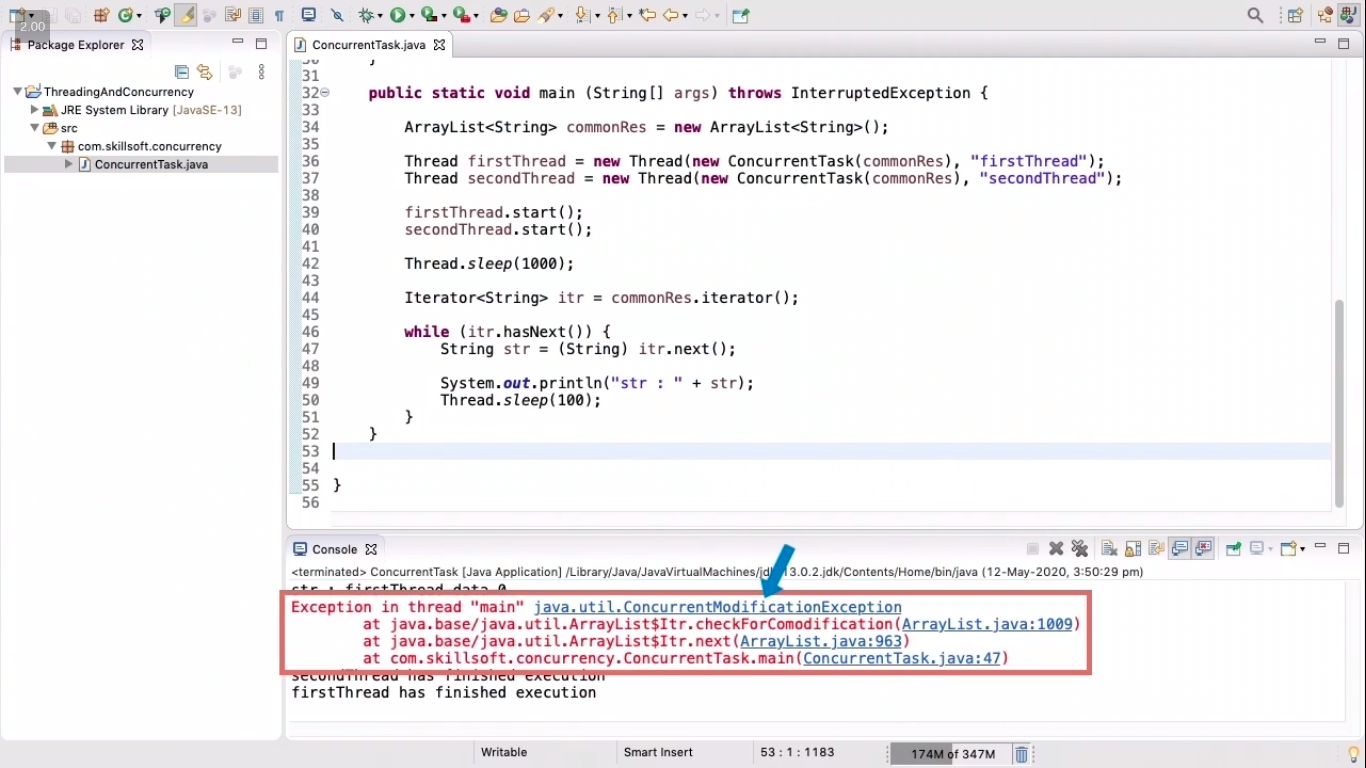 2.00
Package Explorer
ThreadingAndConcurrency
JRE System Library [JavaSE-13]
src
com.skillsoft.concurrency
ConcurrentTask.java
ConcurrentTask.java
30 }
31
32 public static void main (String[] args) throws InterruptedException {
33
34 ArrayList<String> commonRes = new ArrayList<String>();
35
36 Thread firstThread = new Thread(new ConcurrentTask(commonRes), "firstThread");
37 Thread secondThread = new Thread(new ConcurrentTask(commonRes), "secondThread");
38
39 firstThread.start();
40 secondThread.start();
41
42 Thread.sleep(1000);
43
44 Iterator<String> itr = commonRes.iterator();
45
46 while (itr.hasNext()) {
47 String str = (String) itr.next();
48
49 System.out.println("str : " + str);
50 Thread.sleep(100);
51 }
52 }
53
54
55 }
56
Console
<terminated> ConcurrentTask [Java Application] /Library/Java/JavaVirtualMachines/jd 13.0.2.jdk/Contents/Home/bin/java (12-May-2020, 3:50:29 pm)
str : firstThread data 0
Exception in thread "main" java.util.ConcurrentModificationException
at java.base/java.util.ArrayList$Itr.checkForComodification(ArrayList.java:1009)
at java.base/java.util.ArrayList$Itr.next(ArrayList.java:963)
at com.skillsoft.concurrency.ConcurrentTask.main(ConcurrentTask.java:47)
secondThread has finished execution
firstThread has finished execution
Writable
Smart Insert
53 : 1 : 1183
174M of 347M